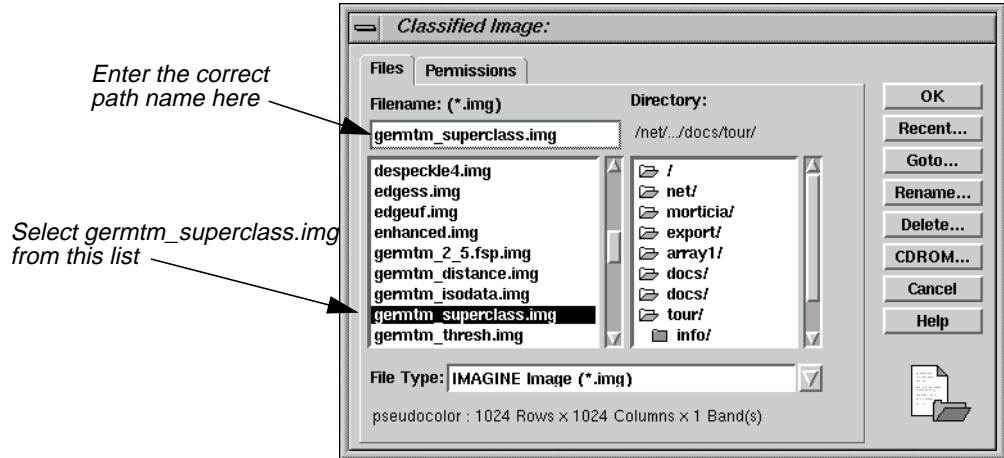 Classified Image:
Enter the correct
path name here
Select germtm_superclass.img
from this list
Files
Permissions
Filename: (*.img)
germtm_superclass.img
despeckle4.img
edgess.img
edgeuf.img
enhanced.img
germtm_2_5.fsp.img
germtm_distance.img
germtm_isodata.img
germtm_superclass.img
germtm_thresh.img
Directory:
/net/.../docs/tour/
/
net/
morticia/
export/
array1/
docs/
docs/
tour/
info/
File Type: IMAGINE Image (*.img)
pseudocolor : 1024 Rows x 1024 Columns x 1 Band(s)
OK
Recent...
Goto...
Rename...
Delete...
CDROM...
Cancel
Help